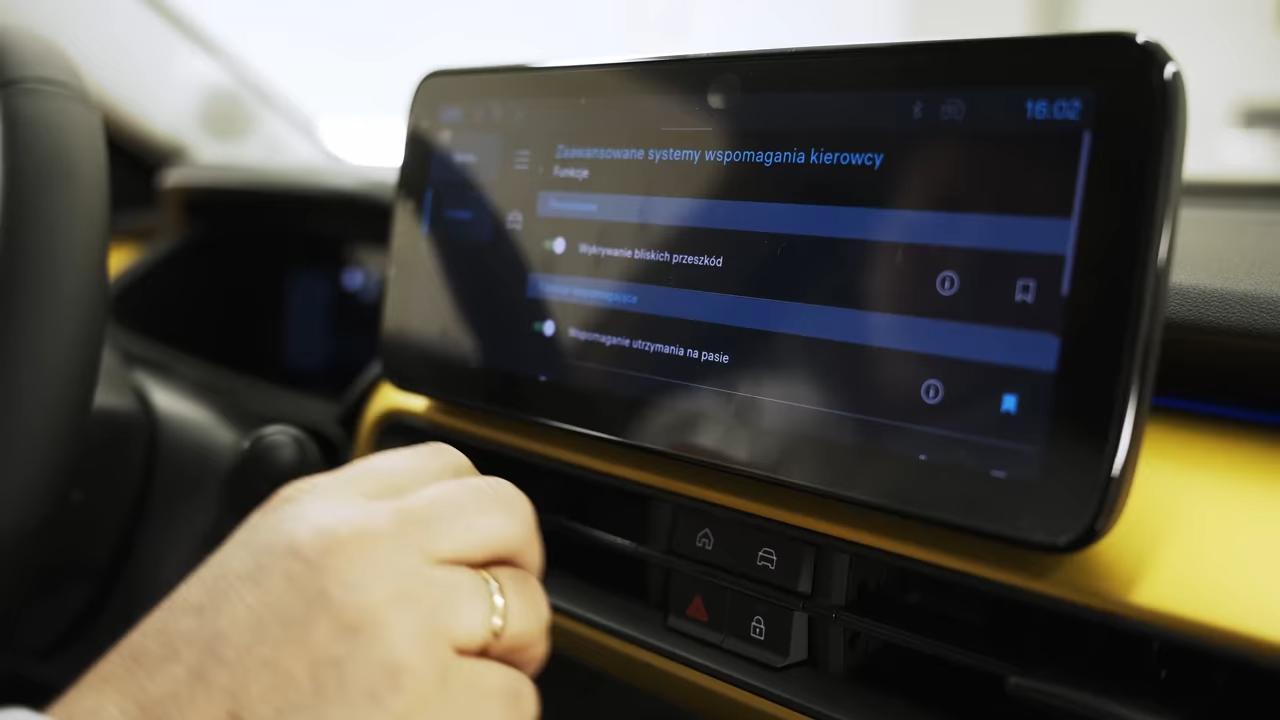 16:02
Zaawansowane systemy wspomagania kierowcy
Funkcje
Wykrywanie bliskich przeszkód
Wspomaganie utrzymania na pasie